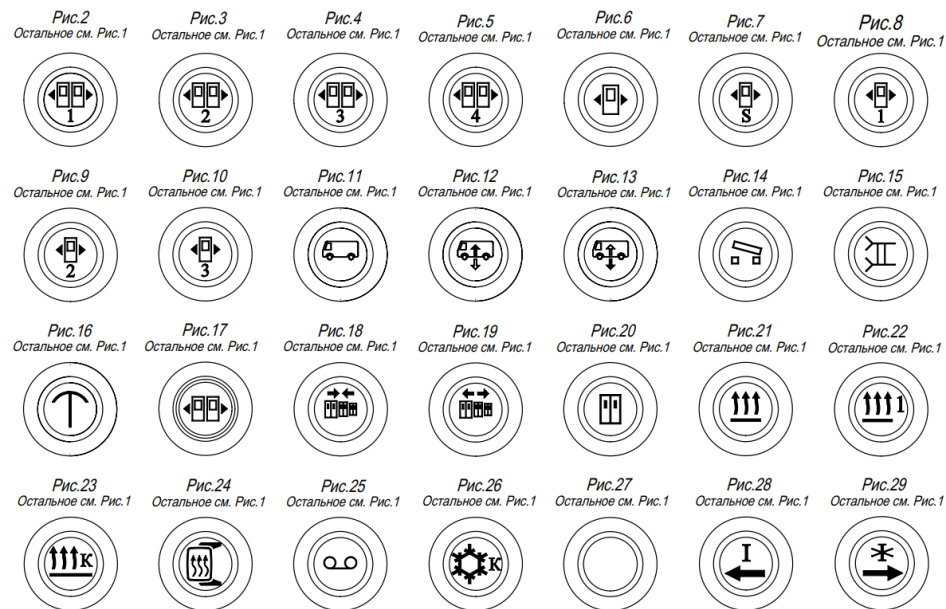 Рис.2 Рис.3 Рис.4 Рис.5 Рис.6 Рис.7 Рис.8
Остальное см. Рис.1 Остальное см. Рис.1 Остальное см. Рис.1 Остальное см. Рис.1 Остальное см. Рис.1 Остальное см. Рис.1 Остальное см. Рис.1
1 2 3 4 S 1
Рис.9 Рис.10 Рис.11 Рис.12 Рис.13 Рис.14 Рис.15
Остальное см. Рис.1 Остальное см. Рис.1 Остальное см. Рис.1 Остальное см. Рис.1 Остальное см. Рис.1 Остальное см. Рис.1 Остальное см. Рис.1
2 3
Рис.16 Рис.17 Рис.18 Рис.19 Рис.20 Рис.21 Рис.22
Остальное см. Рис.1 Остальное см. Рис.1 Остальное см. Рис.1 Остальное см. Рис.1 Остальное см. Рис.1 Остальное см. Рис.1 Остальное см. Рис.1
1
Рис.23 Рис.24 Рис.25 Рис.26 Рис.27 Рис.28 Рис.29
Остальное см. Рис.1 Остальное см. Рис.1 Остальное см. Рис.1 Остальное см. Рис.1 Остальное см. Рис.1 Остальное см. Рис.1 Остальное см. Рис.1
К К I Ж